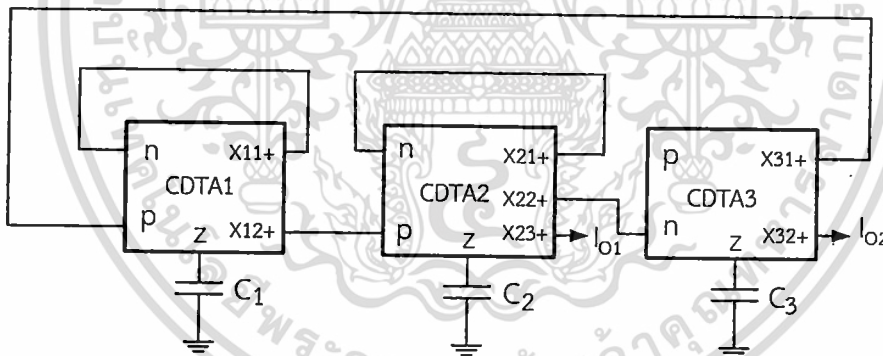 n X11+
CDTA1
p X12+
z
C1
n X21+
CDTA2 X22+
p X23+
z
IO1
C2
p X31+
CDTA3
n X32+
z
IO2
C3